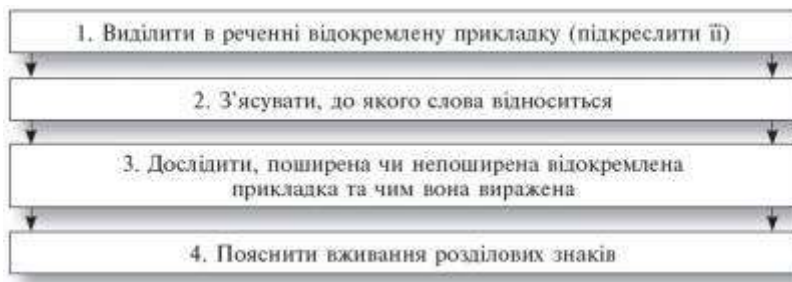 1. Виділити в реченні відокремлену прикладку (підкреслити її)
2. З'ясувати, до якого слова відноситься
3. Дослідити, поширена чи непоширена відокремлена
прикладка та чим вона виражена
4. Пояснити вживання розділових знаків